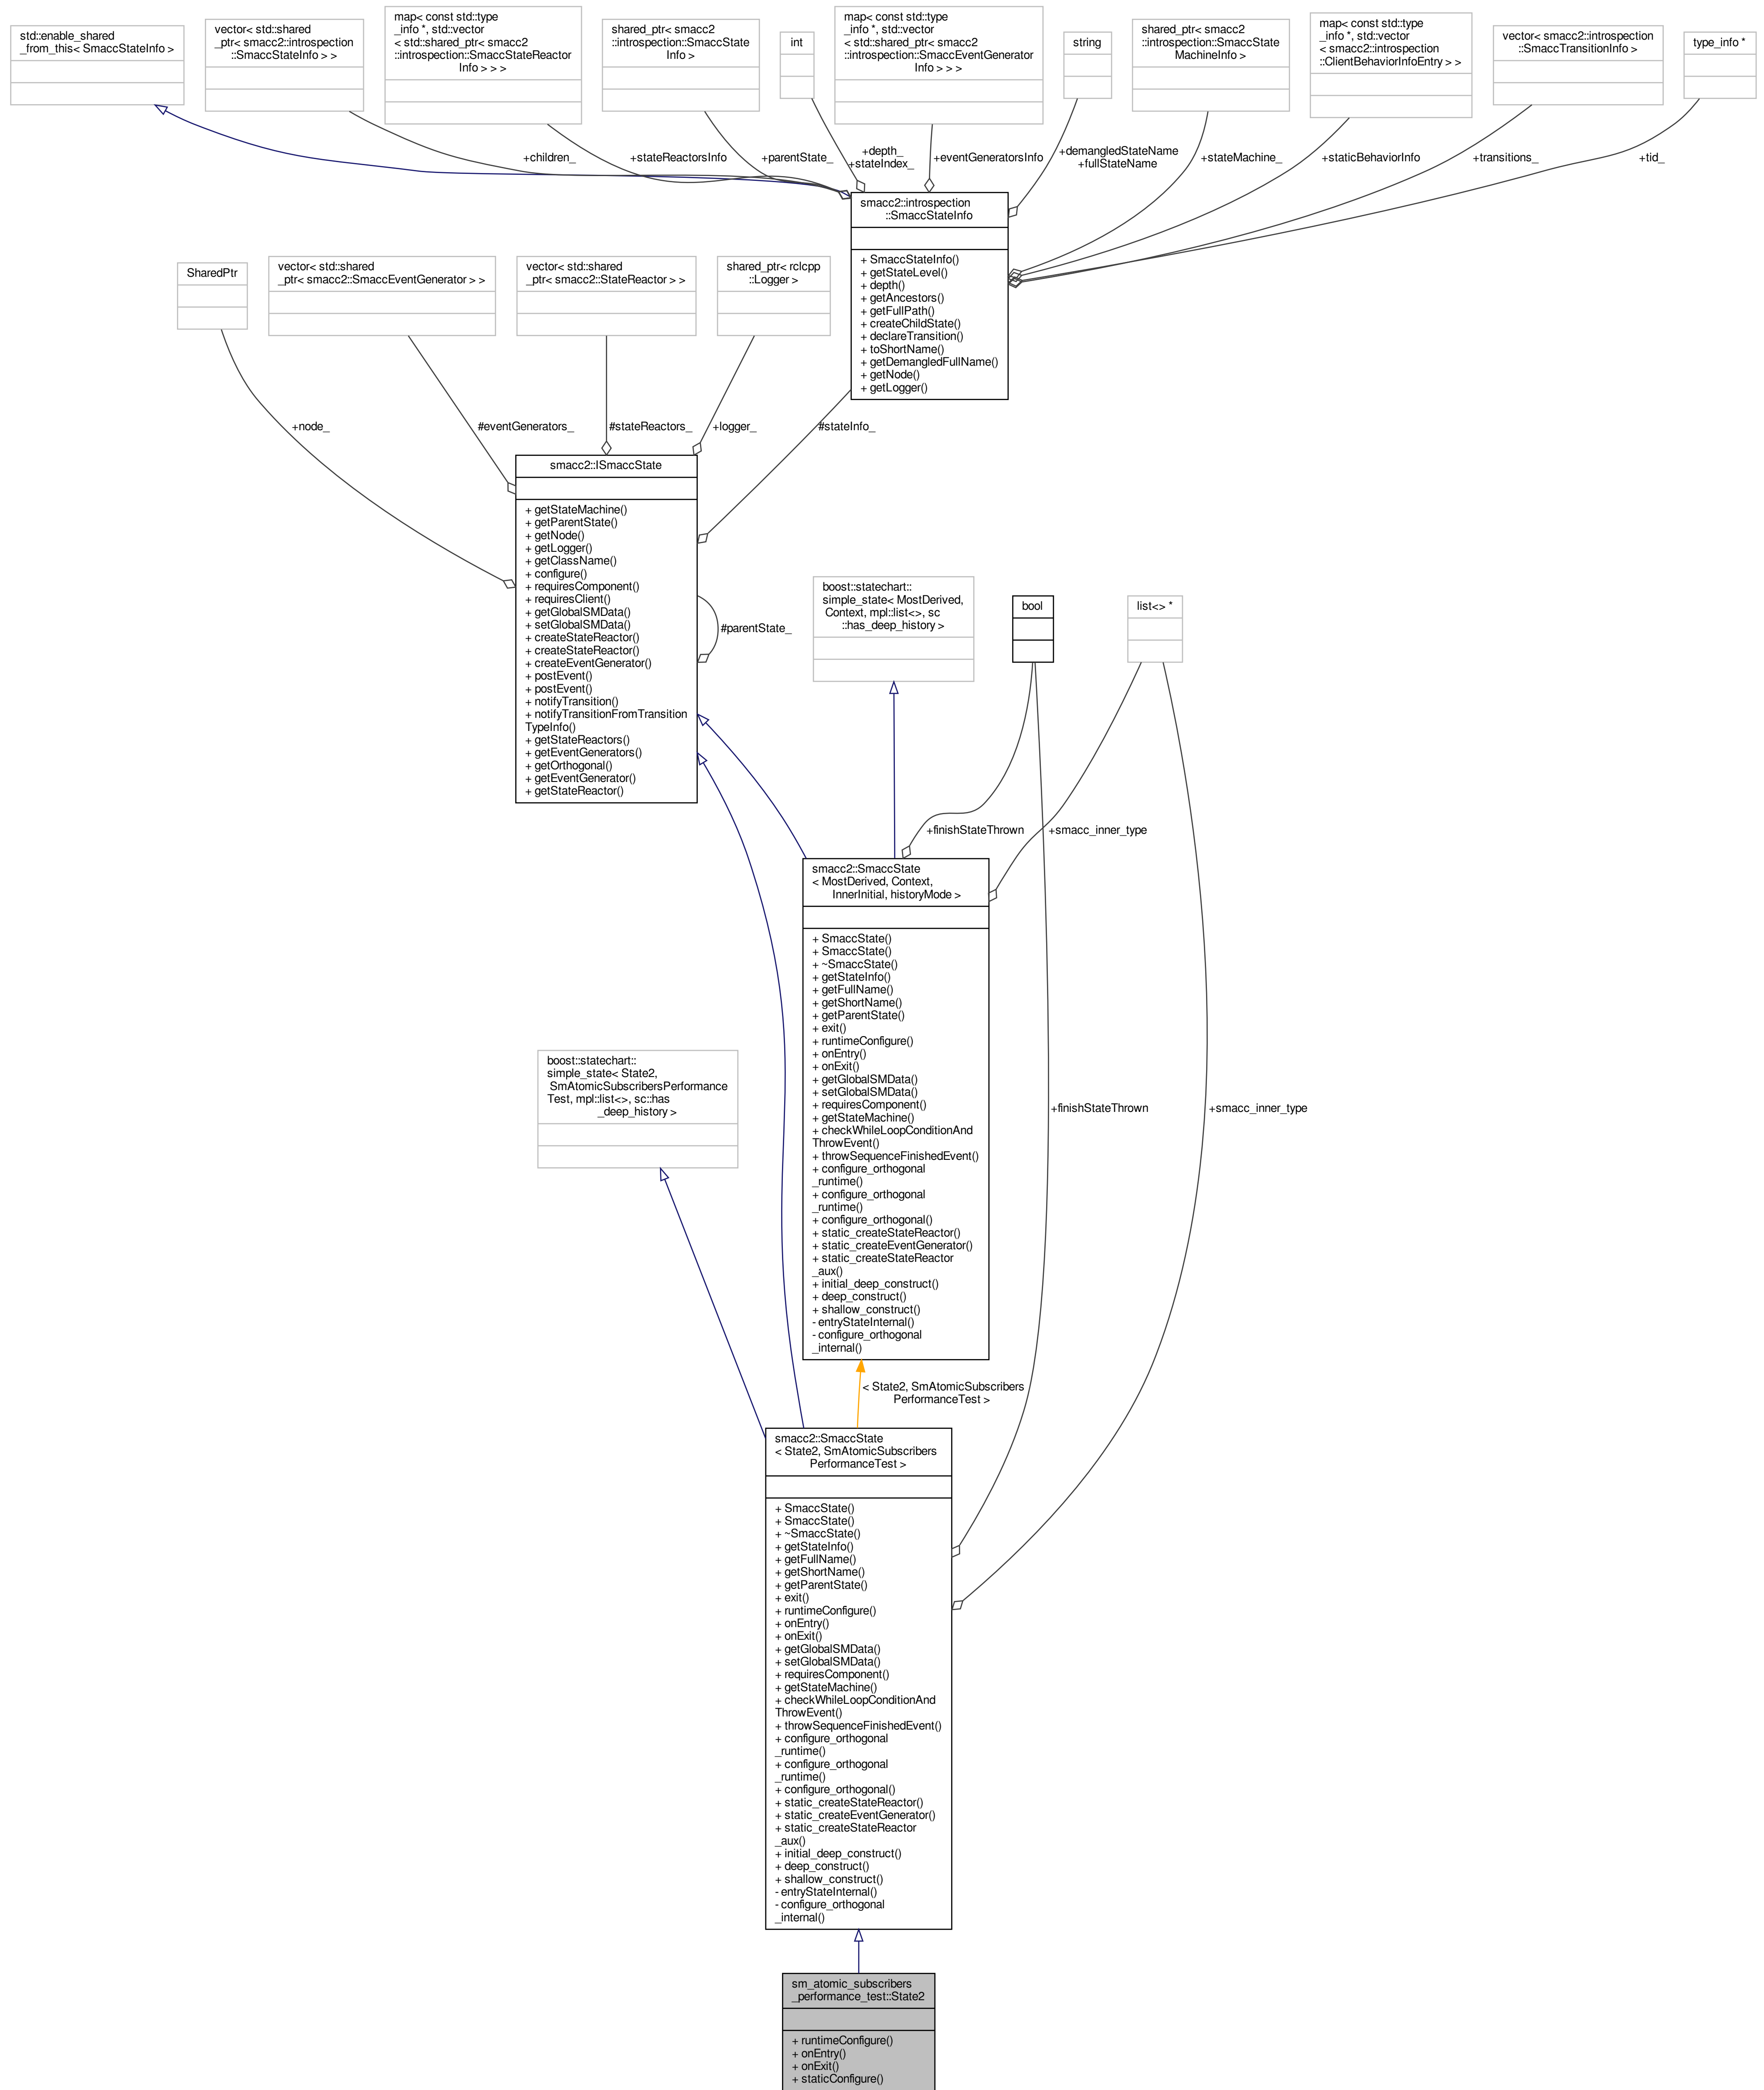 std::enable_shared
_from_this< SmaccStateInfo >
vector< std::shared
_ptr< smacc2::introspection
::SmaccStateInfo > >
map< const std::type
_info *, std::vector
< std::shared_ptr< smacc2
::introspection::SmaccStateReactor
Info > > >
shared_ptr< smacc2
::introspection::SmaccState
Info >
int
map< const std::type
_info *, std::vector
< std::shared_ptr< smacc2
::introspection::SmaccEventGenerator
Info > > >
string
shared_ptr< smacc2
::introspection::SmaccState
MachineInfo >
map< const std::type
_info *, std::vector
< smacc2::introspection
::ClientBehaviorInfoEntry > >
vector< smacc2::introspection
::SmaccTransitionInfo >
type_info *
+children_
+stateReactorsInfo
+parentState_
+depth_
+stateIndex_
+eventGeneratorsInfo
+demangledStateName
+fullStateName
+stateMachine_
+staticBehaviorInfo
+transitions_
+tid_
smacc2::introspection
::SmaccStateInfo
+ SmaccStateInfo()
+ getStateLevel()
+ depth()
+ getAncestors()
+ getFullPath()
+ createChildState()
+ declareTransition()
+ toShortName()
+ getDemangledFullName()
+ getNode()
+ getLogger()
SharedPtr
vector< std::shared
_ptr< smacc2::SmaccEventGenerator > >
vector< std::shared
_ptr< smacc2::StateReactor > >
shared_ptr< rclcpp
::Logger >
+node_
#eventGenerators_
#stateReactors_
+logger_
#stateInfo_
smacc2::ISmaccState
+ getStateMachine()
+ getParentState()
+ getNode()
+ getLogger()
+ getClassName()
+ configure()
+ requiresComponent()
+ requiresClient()
+ getGlobalSMData()
+ setGlobalSMData()
+ createStateReactor()
+ createStateReactor()
+ createEventGenerator()
+ postEvent()
+ postEvent()
+ notifyTransition()
+ notifyTransitionFromTransition
TypeInfo()
+ getStateReactors()
+ getEventGenerators()
+ getOrthogonal()
+ getEventGenerator()
+ getStateReactor()
#parentState_
boost::statechart::
simple_state< MostDerived,
Context, mpl::list<>, sc
::has_deep_history >
bool
list<> *
+finishStateThrown
+smacc_inner_type
smacc2::SmaccState
< MostDerived, Context,
InnerInitial, historyMode >
+ SmaccState()
+ SmaccState()
+ ~SmaccState()
+ getStateInfo()
+ getFullName()
+ getShortName()
+ getParentState()
+ exit()
+ runtimeConfigure()
+ onEntry()
+ onExit()
+ getGlobalSMData()
+ setGlobalSMData()
+ requiresComponent()
+ getStateMachine()
+ checkWhileLoopConditionAnd
ThrowEvent()
+ throwSequenceFinishedEvent()
+ configure_orthogonal
_runtime()
+ configure_orthogonal
_runtime()
+ configure_orthogonal()
+ static_createStateReactor()
+ static_createEventGenerator()
+ static_createStateReactor
_aux()
+ initial_deep_construct()
+ deep_construct()
+ shallow_construct()
- entryStateInternal()
- configure_orthogonal
_internal()
boost::statechart::
simple_state< State2,
SmAtomicSubscribersPerformance
Test, mpl::list<>, sc::has
_deep_history >
+finishStateThrown
+smacc_inner_type
< State2, SmAtomicSubscribers
PerformanceTest >
smacc2::SmaccState
< State2, SmAtomicSubscribers
PerformanceTest >
+ SmaccState()
+ SmaccState()
+ ~SmaccState()
+ getStateInfo()
+ getFullName()
+ getShortName()
+ getParentState()
+ exit()
+ runtimeConfigure()
+ onEntry()
+ onExit()
+ getGlobalSMData()
+ setGlobalSMData()
+ requiresComponent()
+ getStateMachine()
+ checkWhileLoopConditionAnd
ThrowEvent()
+ throwSequenceFinishedEvent()
+ configure_orthogonal
_runtime()
+ configure_orthogonal
_runtime()
+ configure_orthogonal()
+ static_createStateReactor()
+ static_createEventGenerator()
+ static_createStateReactor
_aux()
+ initial_deep_construct()
+ deep_construct()
+ shallow_construct()
- entryStateInternal()
- configure_orthogonal
_internal()
sm_atomic_subscribers
_performance_test::State2
+ runtimeConfigure()
+ onEntry()
+ onExit()
+ staticConfigure()